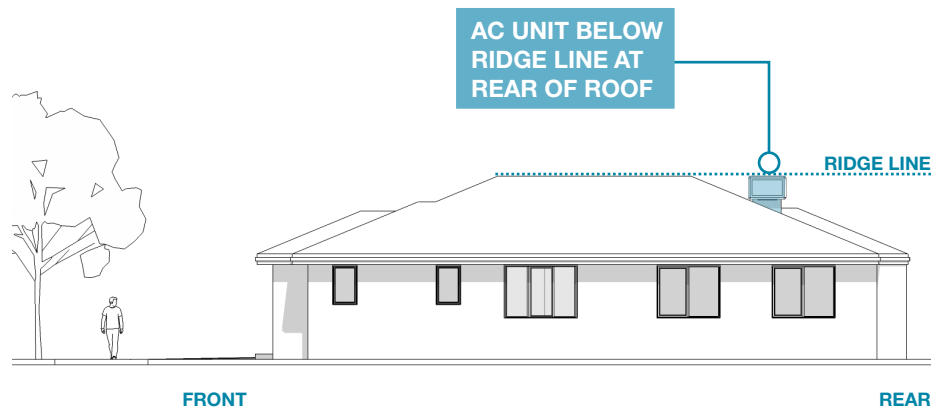 AC UNIT BELOW
RIDGE LINE AT
REAR OF ROOF
RIDGE LINE
FRONT
REAR